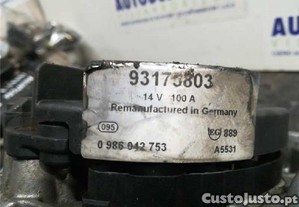 93175803
14 V 100 A
Remanufactured in Germany
095
889
0 986 042 753
A5531
CustoJusto.pt